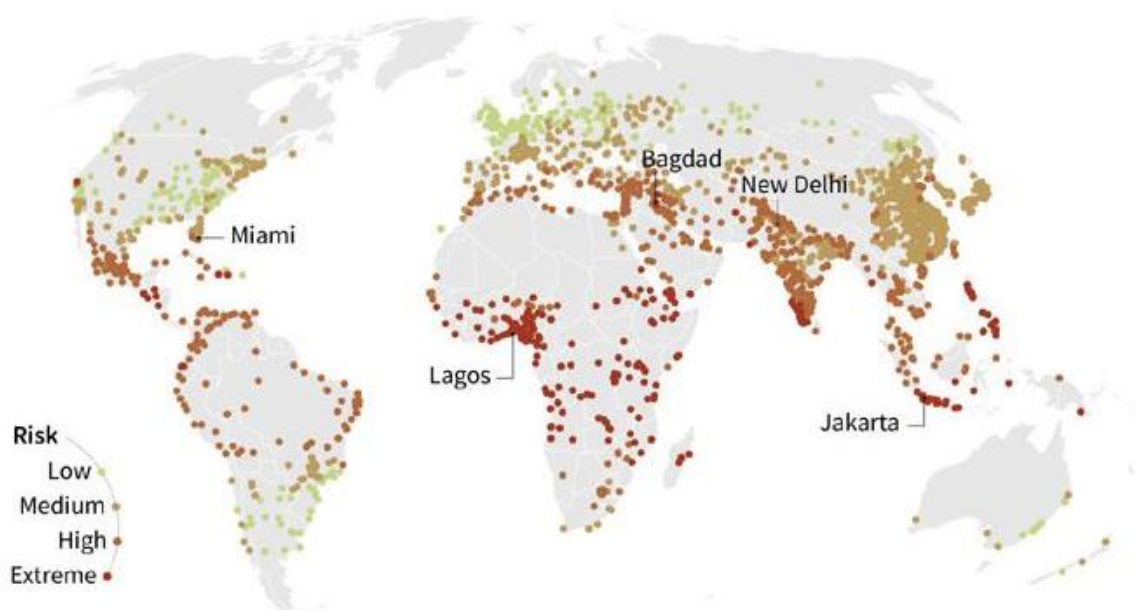 Bagdad
New Delhi
Miami
Lagos
Jakarta
Risk
Low
Medium
High
Extreme